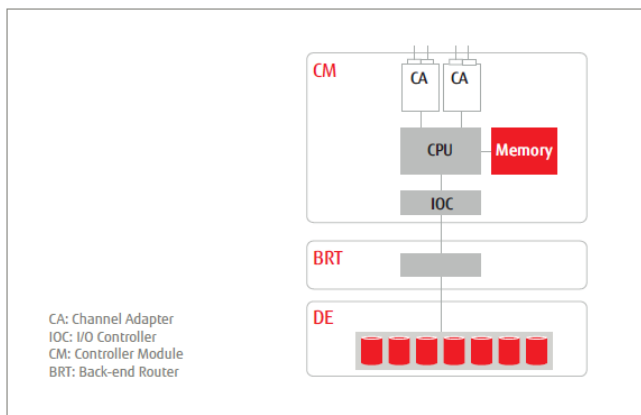 CM
CA
CA
CPU
Memory
IOC
BRT
DE
CA: Channel Adapter
IOC: I/O Controller
CM: Controller Module
BRT: Back-end Router